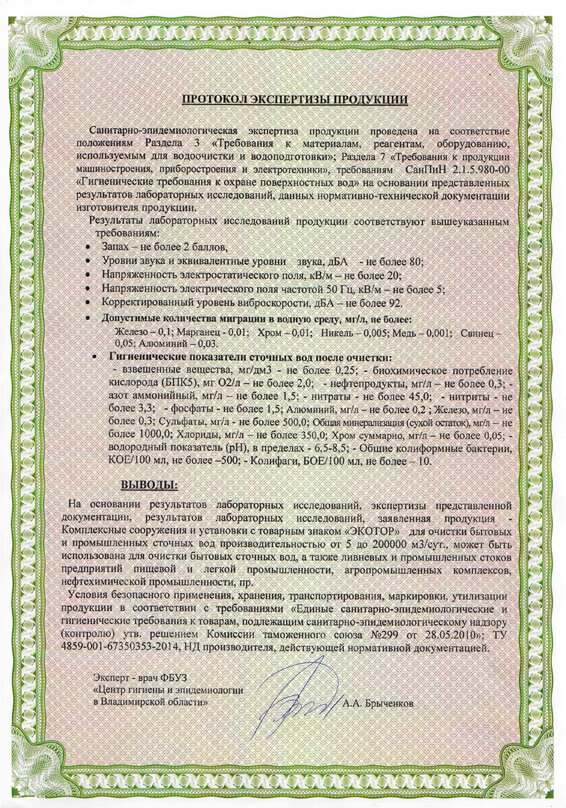 ПРОТОКОЛ ЭКСПЕРТИЗЫ ПРОДУКЦИИ
Санитарно-эпидемиологическая экспертиза продукции проведена на соответствие
положениям Раздела 3 «Требования к материалам, реагентам, оборудованию,
используемым для водоочистки и водоподготовки»; Раздела 7 «Требования к продукции
машиностроения, приборостроения и электротехники», требованиям СанПиН 2.1.5.980-00
«Гигиенические требования к охране поверхностных вод» на основании представленных
результатов лабораторных исследований, данных нормативно-технической документации
изготовителя продукции.
Результаты лабораторных исследований продукции соответствуют вышеуказанным
требованиям:
• Запах – не более 2 баллов,
• Уровни звука и эквивалентные уровни звука, дБА - не более 80;
• Напряженность электростатического поля, кВ/м – не более 20;
• Напряженность электрического поля частотой 50 Гц, кВ/м – не более 5;
• Корректированный уровень виброскорости, дБА – не более 92.
• Допустимые количества миграции в водную среду, мг/л, не более:
Железо – 0,1; Марганец - 0,01; Хром – 0,01; Никель – 0,005; Медь – 0,001; Свинец –
0,05; Алюминий – 0,03.
• Гигиенические показатели сточных вод после очистки:
- взвешенные вещества, мг/дм3 - не более 0,25; - биохимическое потребление
кислорода (БПК5), мг О2/л – не более 2,0; - нефтепродукты, мг/л – не более 0,3; -
азот аммонийный, мг/л – не более 1,5; - нитраты - не более 45,0; - нитриты - не
более 3,3; - фосфаты - не более 1,5; Алюминий, мг/л – не более 0,2 ; Железо, мг/л – не
более 0,3; Сульфаты, мг/л - не более 500,0; Общая минерализация (сухой остаток), мг/л – не
более 1000,0; Хлориды, мг/л – не более 350,0; Хром суммарно, мг/л – не более 0,05; -
водородный показатель (рН), в пределах - 6,5-8,5; - Общие колиформные бактерии,
КОЕ/100 мл, не более –500; - Колифаги, БОЕ/100 мл, не более – 10.
ВЫВОДЫ:
На основании результатов лабораторных исследований, экспертизы представленной
документации, результатов лабораторных исследований, заявленная продукция -
Комплексные сооружения и установки с товарным знаком «ЭКОТОР» для очистки бытовых
и промышленных сточных вод производительностью от 5 до 200000 м3/сут., может быть
использована для очистки бытовых сточных вод, а также ливневых и промышленных стоков
предприятий пищевой и легкой промышленности, агропромышленных комплексов,
нефтехимической промышленности, пр.
Условия безопасного применения, хранения, транспортирования, маркировки, утилизации
продукции в соответствии с требованиями «Единые санитарно-эпидемиологические и
гигиенические требования к товарам, подлежащим санитарно-эпидемиологическому надзору
(контролю) утв. решением Комиссии таможенного союза №299 от 28.05.2010»; ТУ
4859-001-67350353-2014, НД производителя, действующей нормативной документацией.
Эксперт - врач ФБУЗ
«Центр гигиены и эпидемиологии
в Владимирской области»
А.А. Брыченков